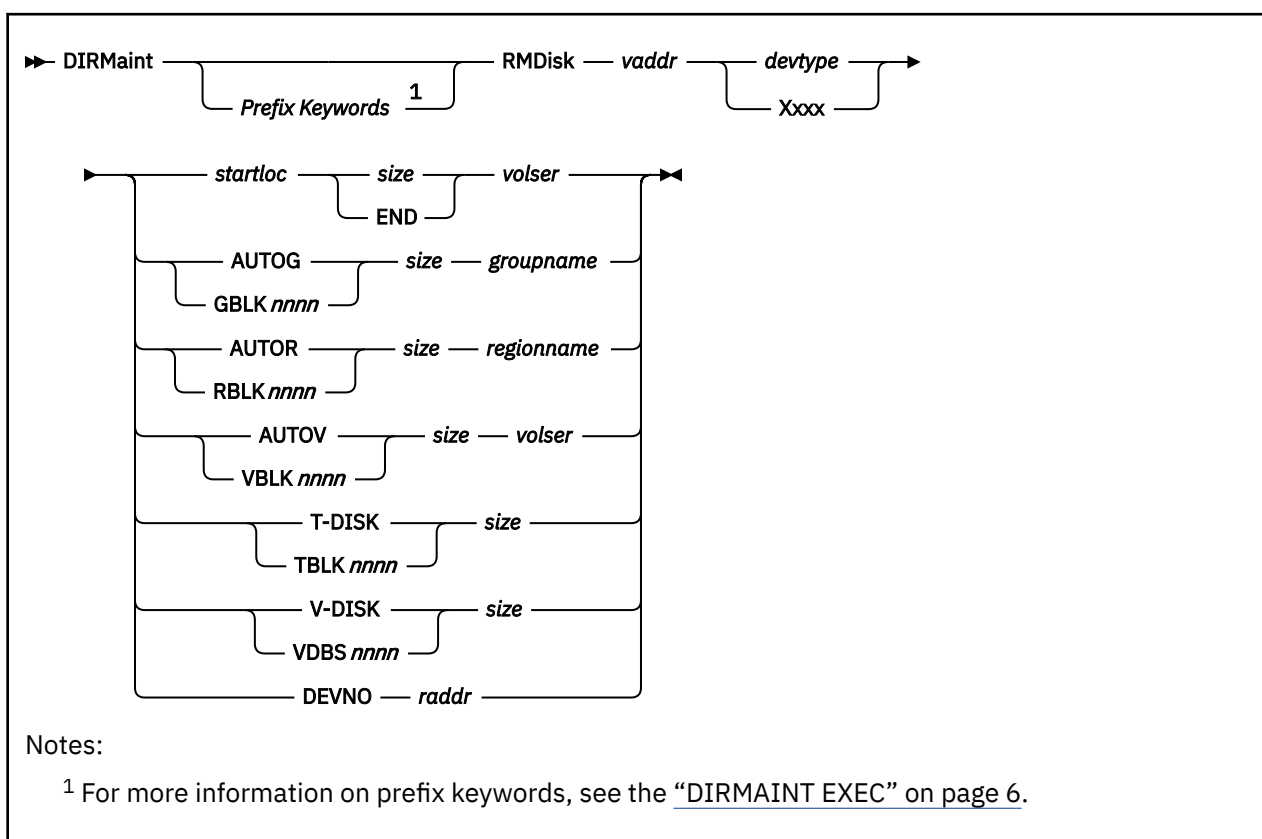 DIRMaint Prefix Keywords 1 RMDisk vaddr devtype Xxxx
startloc size END volser
AUTOG GBLK nnnn size groupname
AUTOR RBLK nnnn size regionname
AUTOV VBLK nnnn size volser
T-DISK TBLK nnnn size
V-DISK VDBS nnnn size
DEVNO raddr
Notes:
1 For more information on prefix keywords, see the “DIRMAINT EXEC” on page 6.